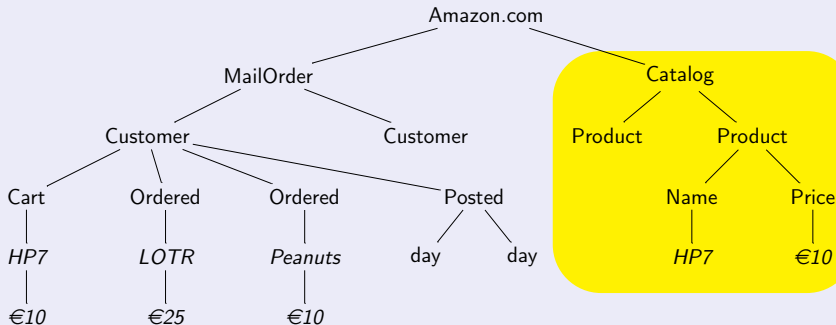 Amazon.com
MailOrder Catalog
Customer Customer Product Product
Cart Ordered Ordered Posted Name Price
HP7 LOTR Peanuts day day HP7 €10
€10 €25 €10